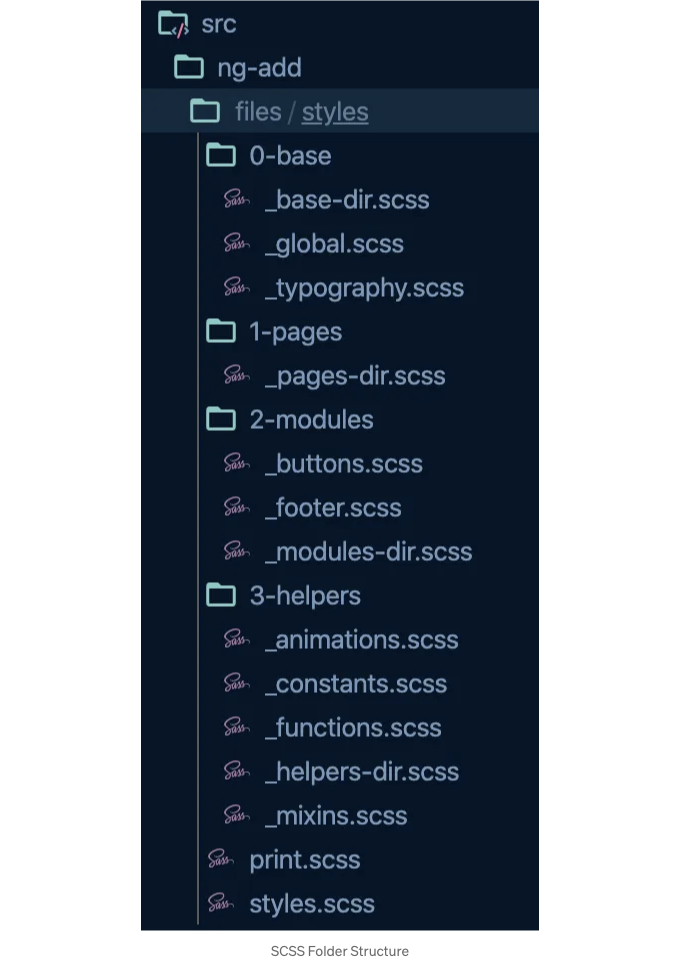 src
ng-add
files / styles
0-base
_base-dir.scss
_global.scss
_typography.scss
1-pages
_pages-dir.scss
2-modules
_buttons.scss
_footer.scss
_modules-dir.scss
3-helpers
_animations.scss
_constants.scss
_functions.scss
_helpers-dir.scss
_mixins.scss
print.scss
styles.scss
SCSS Folder Structure